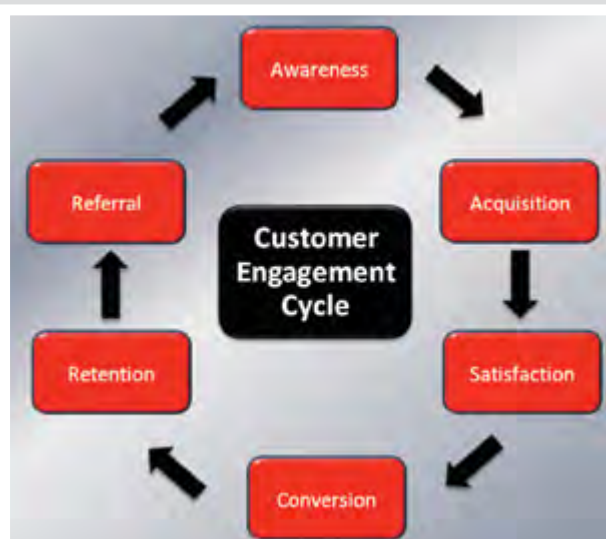 Awareness
Acquisition
Satisfaction
Conversion
Retention
Referral
Customer
Engagement
Cycle